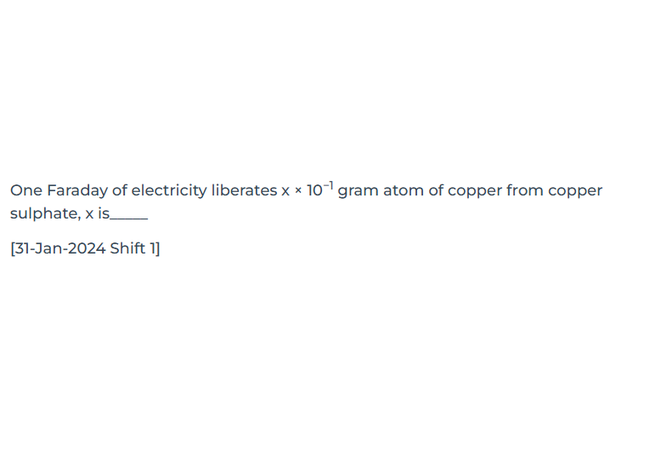 One Faraday of electricity liberates x × 10⁻¹ gram atom of copper from copper
sulphate, x is_____
[31-Jan-2024 Shift 1]